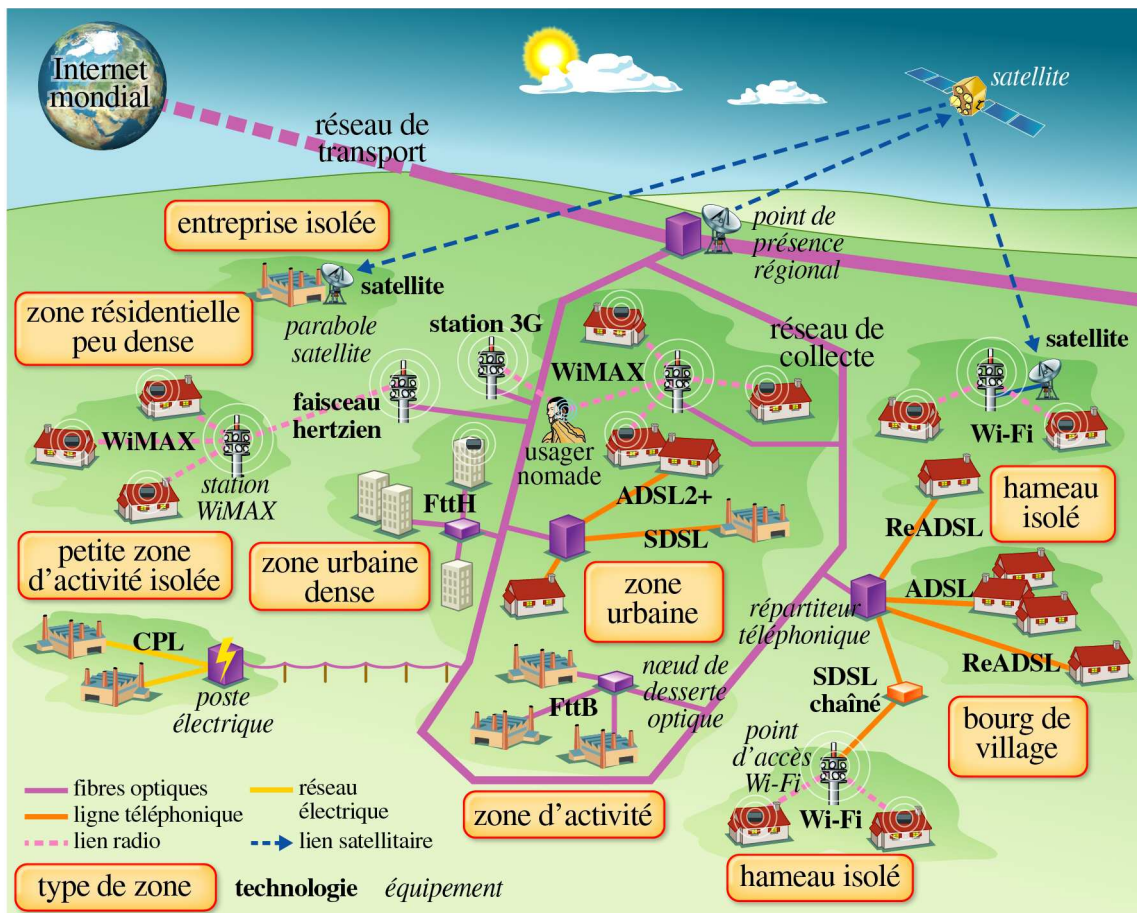 Internet
mondial
réseau de
transport
satellite
entreprise isolée
point de
présence
régional
satellite
parabole
satellite
zone résidentielle
peu dense
station 3G
réseau de
collecte
satellite
WiMAX
faisceau
hertzien
WiMAX
station
WiMAX
usager
nomade
Wi-Fi
hameau
isolé
FttH
ADSL2+
SDSL
ReADSL
petite zone
d'activité isolée
zone urbaine
dense
zone
urbaine
répartiteur
téléphonique
ADSL
ReADSL
CPL
poste
électrique
nœud de
desserte
optique
FttB
SDSL
chaîné
bourg de
village
point
d'accès
Wi-Fi
Wi-Fi
zone d'activité
hameau isolé
fibres optiques
ligne téléphonique
lien radio
réseau
électrique
lien satellitaire
type de zone
technologie
équipement